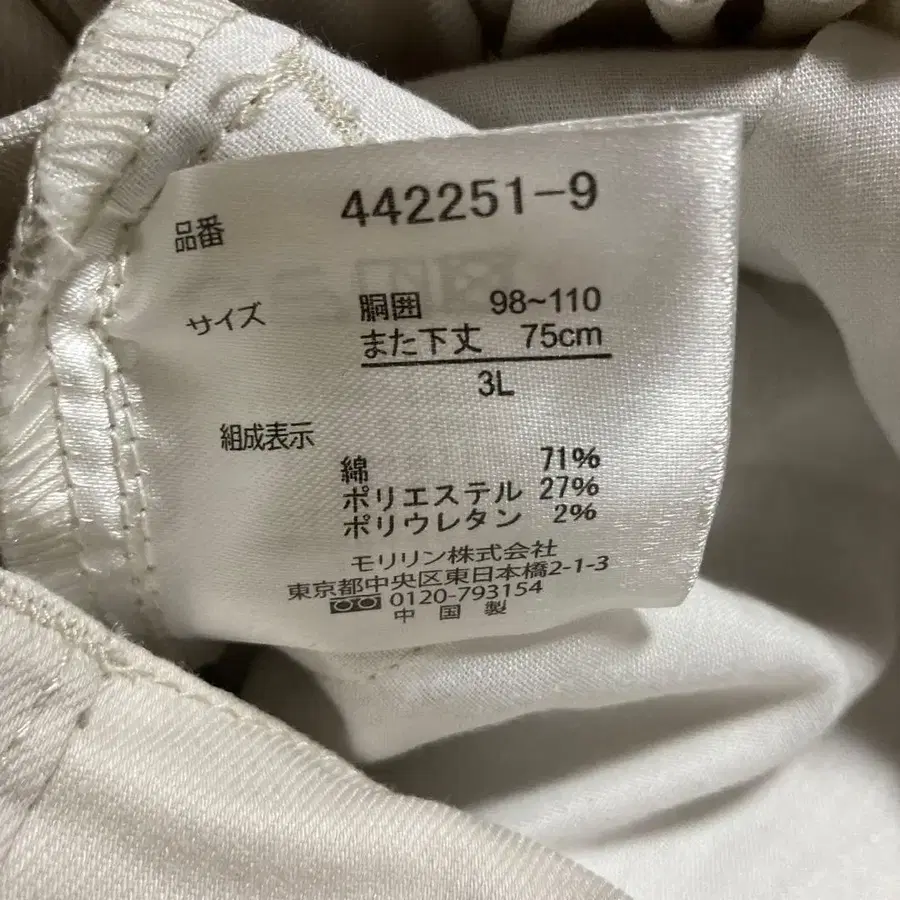 品番 442251-9
サイズ 胴囲 98~110
また下丈 75cm
3L
組成表示
綿 71%
ポリエステル 27%
ポリウレタン 2%
モリリン株式会社
東京都中央区東日本橋2-1-3
0120-793154
中国製